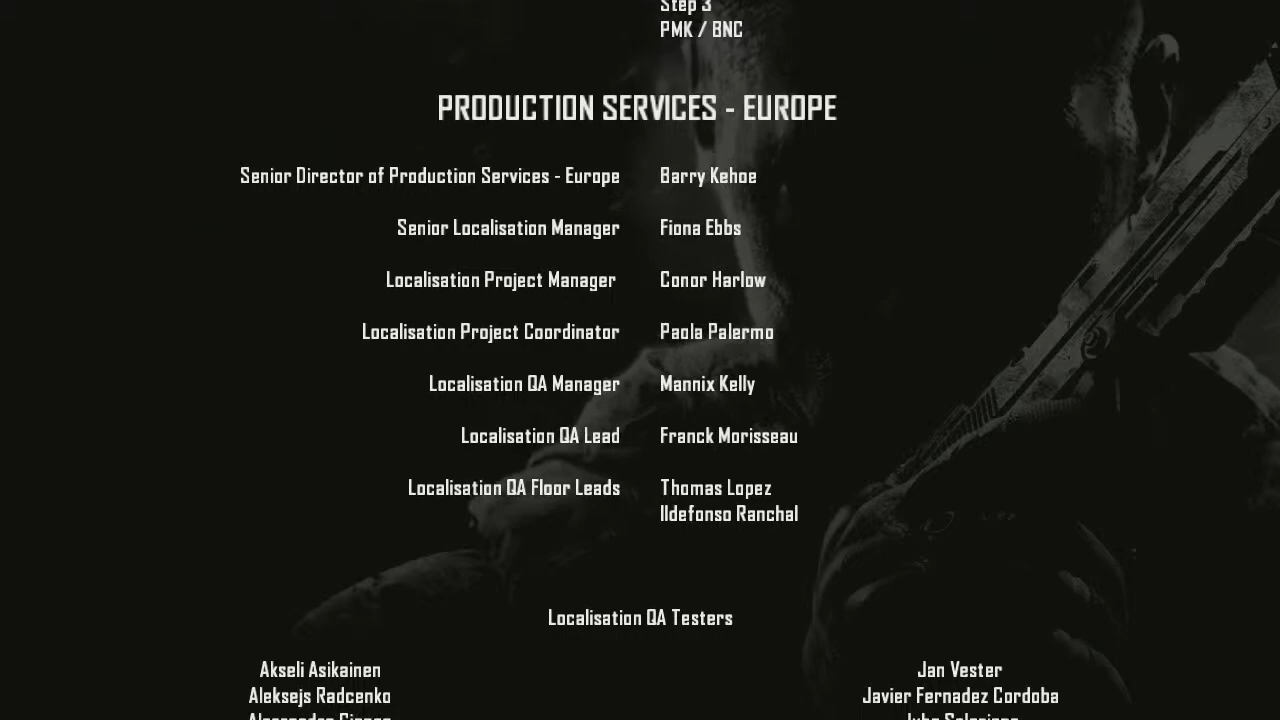 Step 3
PMK / BNC
PRODUCTION SERVICES - EUROPE
Senior Director of Production Services - Europe Barry Kehoe
Senior Localisation Manager Fiona Ebbs
Localisation Project Manager Conor Harlow
Localisation Project Coordinator Paola Palermo
Localisation QA Manager Mannix Kelly
Localisation QA Lead Franck Morisseau
Localisation QA Floor Leads Thomas Lopez
Ildefonso Ranchal
Localisation QA Testers
Akseli Asikainen Jan Vester
Aleksejs Radcenko Javier Fernadez Cordoba